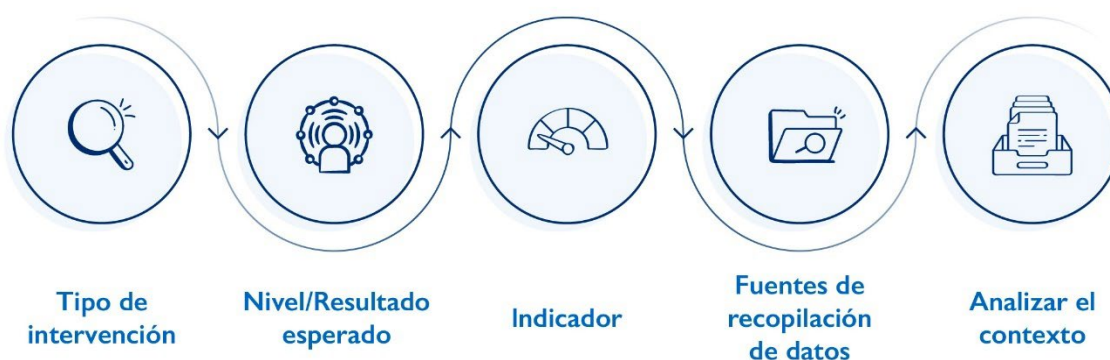 Tipo de
intervención
Nivel/Resultado
esperado
Indicador
Fuentes de
recopilación
de datos
Analizar el
contexto